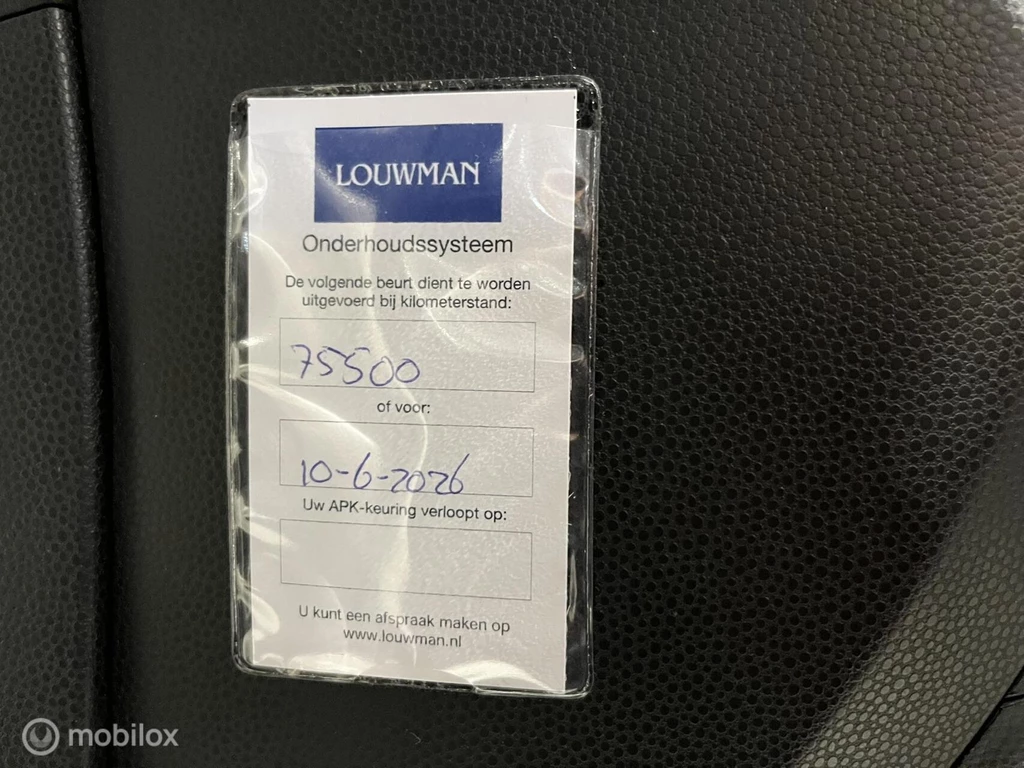 LOUWMAN
Onderhoudssysteem
De volgende beurt dient te worden
uitgevoerd bij kilometerstand:
75500
of voor:
10-6-2026
Uw APK-keuring verloopt op:
U kunt een afspraak maken op
www.louwman.nl
mobilox